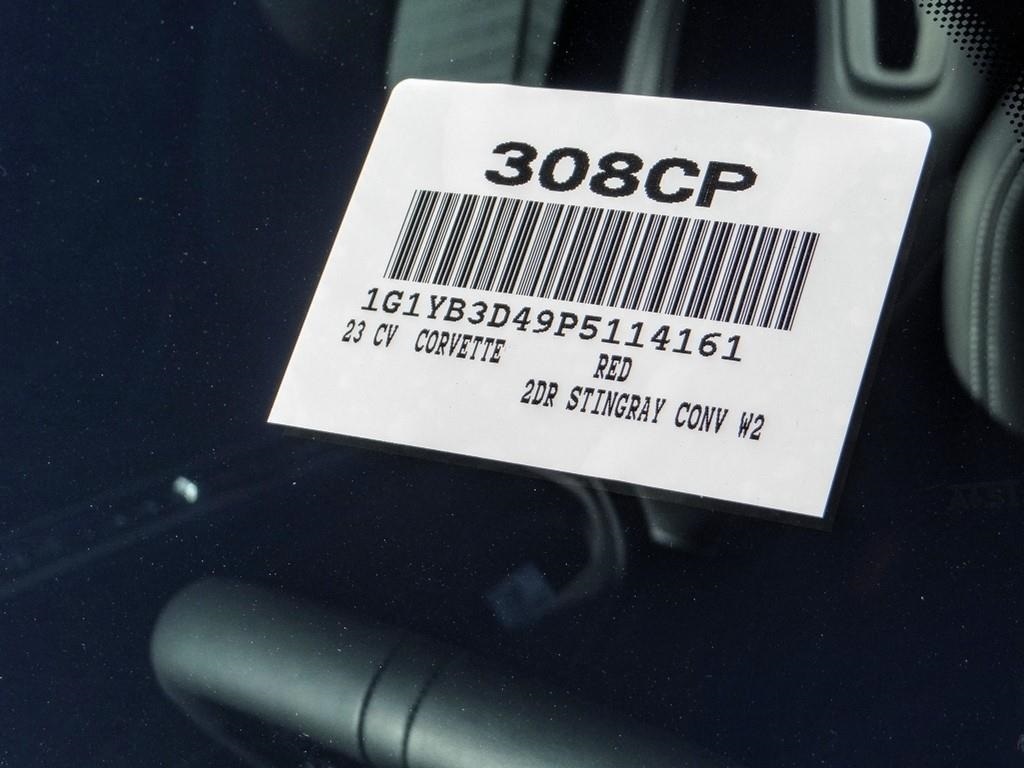 308CP
1G1YB3D49P5114161
23 CV CORVETTE RED
2DR STINGRAY CONV W2